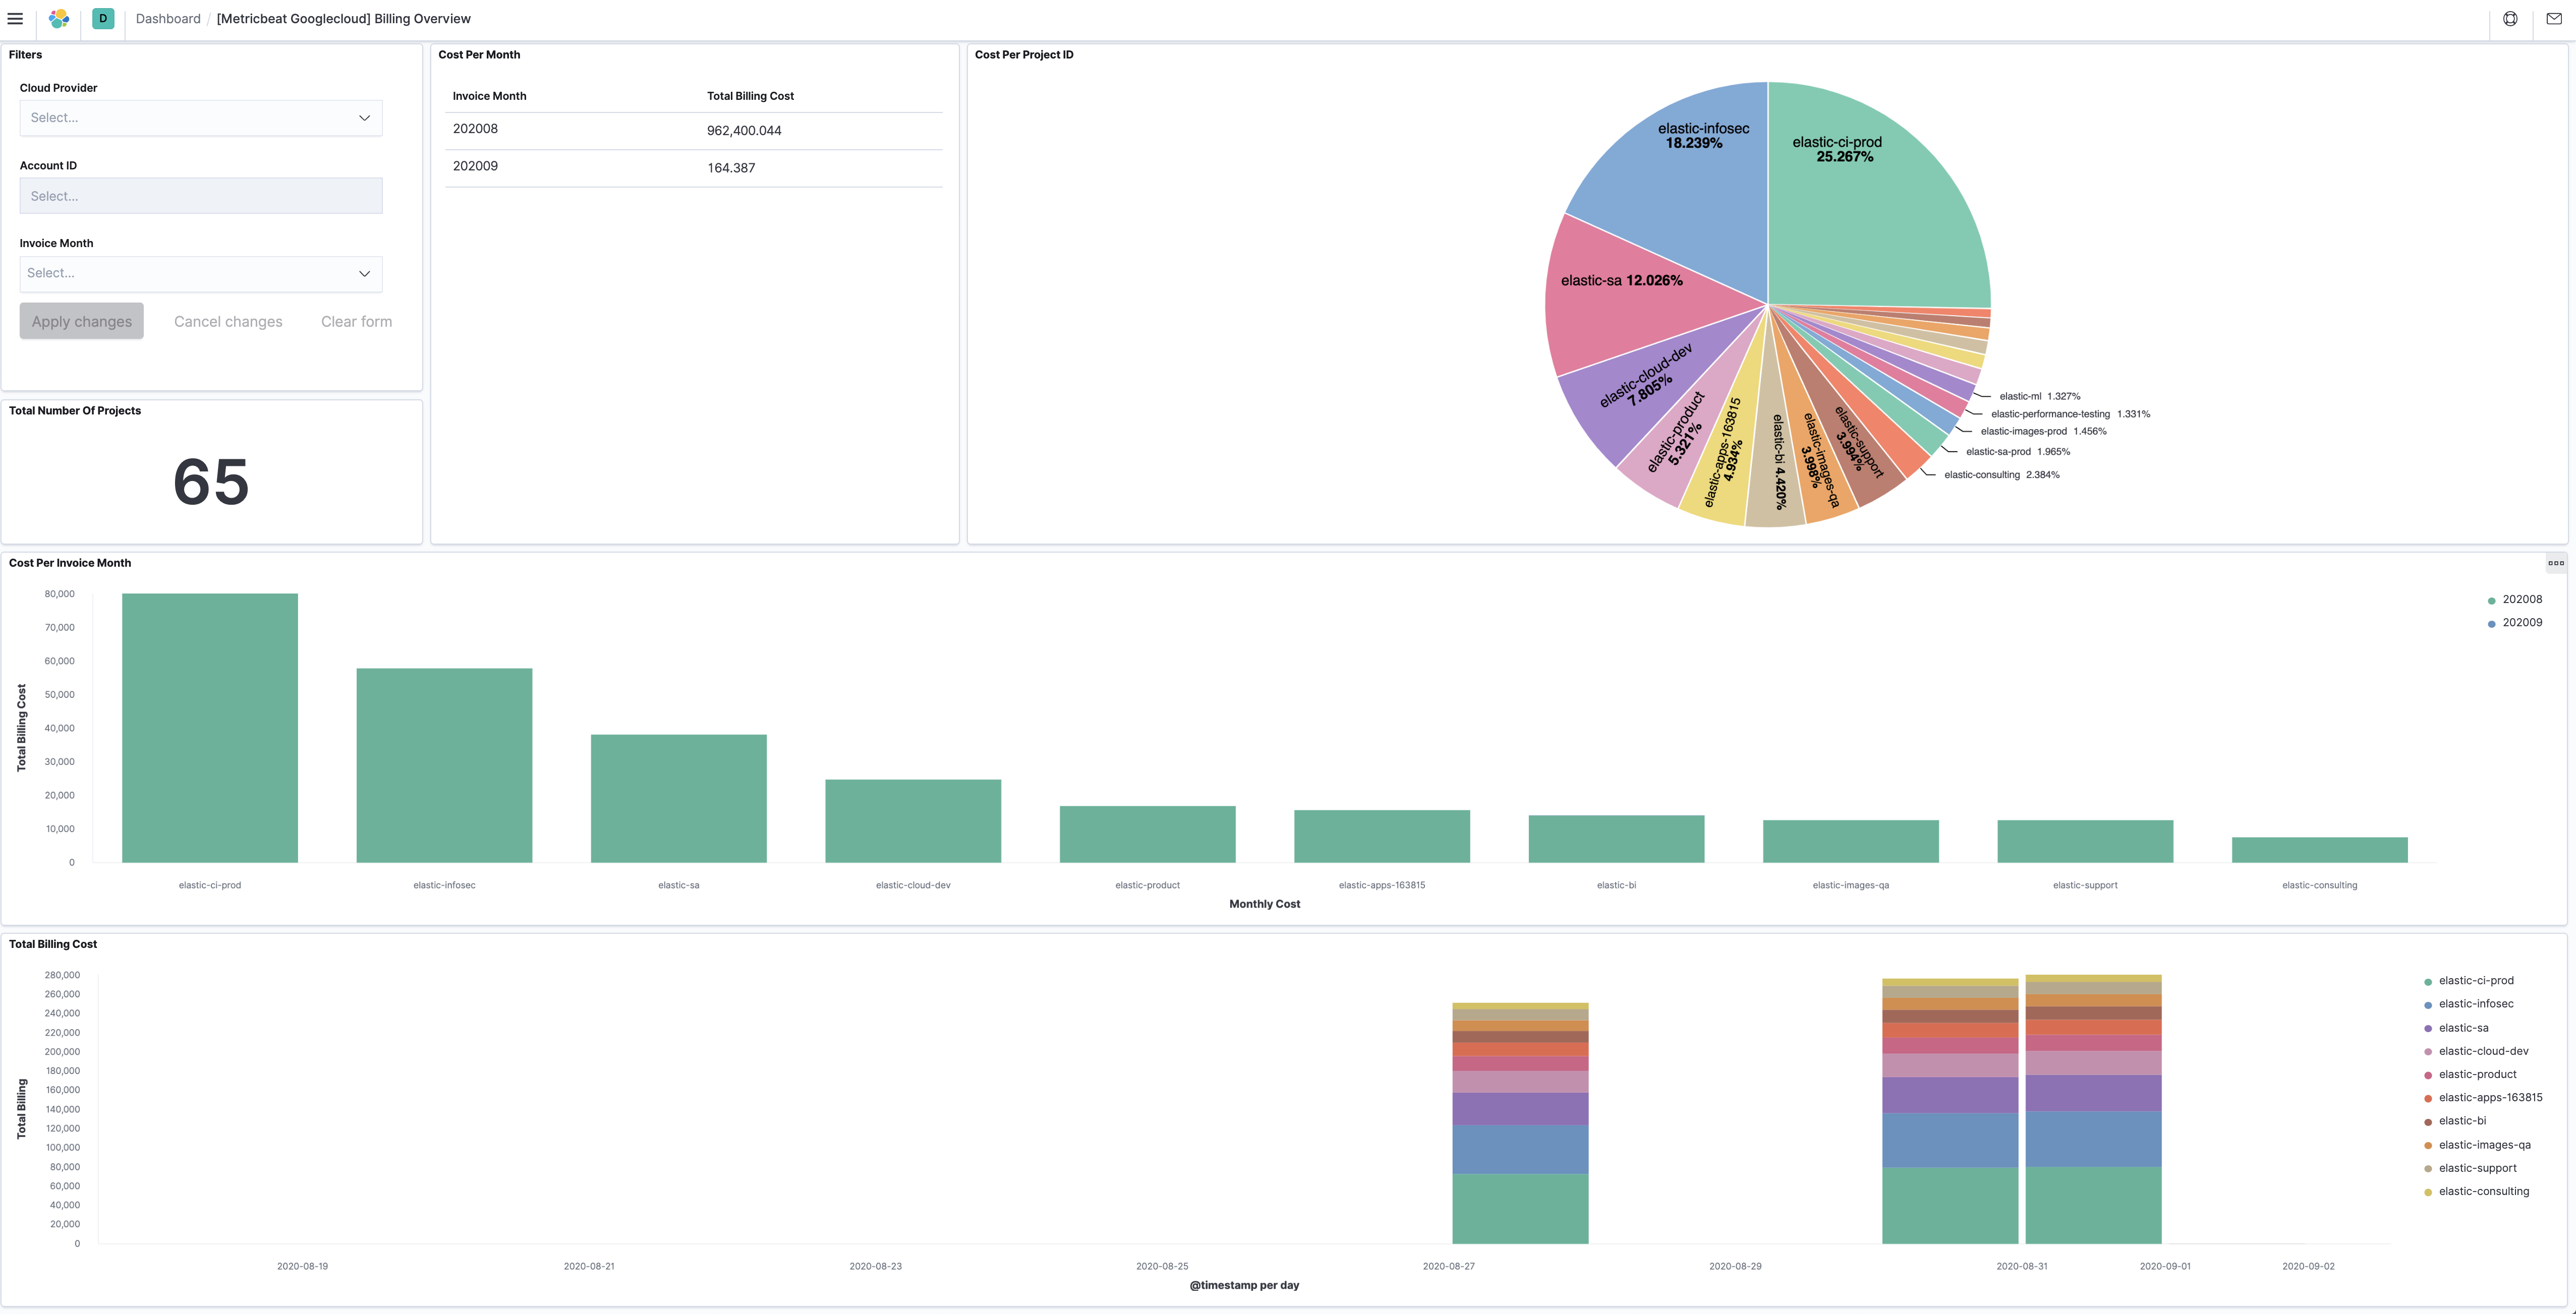 D Dashboard / [Metricbeat Googlecloud] Billing Overview
Filters
Cloud Provider
Select...
Account ID
Select...
Invoice Month
Select...
Apply changes Cancel changes Clear form
Total Number Of Projects
65
Cost Per Month
Invoice Month Total Billing Cost
202008 962,400.044
202009 164.387
Cost Per Project ID
elastic-infosec
18.239%
elastic-ci-prod
25.267%
elastic-sa 12.026%
elastic-cloud-dev
7.805%
elastic-product
5.321%
elastic-apps-163815
4.934%
elastic-bi 4.420%
elastic-images-qa
3.998%
elastic-support
3.994%
elastic-ml 1.327%
elastic-performance-testing 1.331%
elastic-images-prod 1.456%
elastic-sa-prod 1.965%
elastic-consulting 2.384%
Cost Per Invoice Month
80,000
70,000
60,000
50,000
40,000
30,000
20,000
10,000
0
Total Billing Cost
elastic-ci-prod elastic-infosec elastic-sa elastic-cloud-dev elastic-product elastic-apps-163815 elastic-bi elastic-images-qa elastic-support elastic-consulting
Monthly Cost
202008
202009
Total Billing Cost
280,000
260,000
240,000
220,000
200,000
180,000
160,000
140,000
120,000
100,000
80,000
60,000
40,000
20,000
0
Total Billing
2020-08-19 2020-08-21 2020-08-23 2020-08-25 2020-08-27 2020-08-29 2020-08-31 2020-09-01 2020-09-02
@timestamp per day
elastic-ci-prod
elastic-infosec
elastic-sa
elastic-cloud-dev
elastic-product
elastic-apps-163815
elastic-bi
elastic-images-qa
elastic-support
elastic-consulting